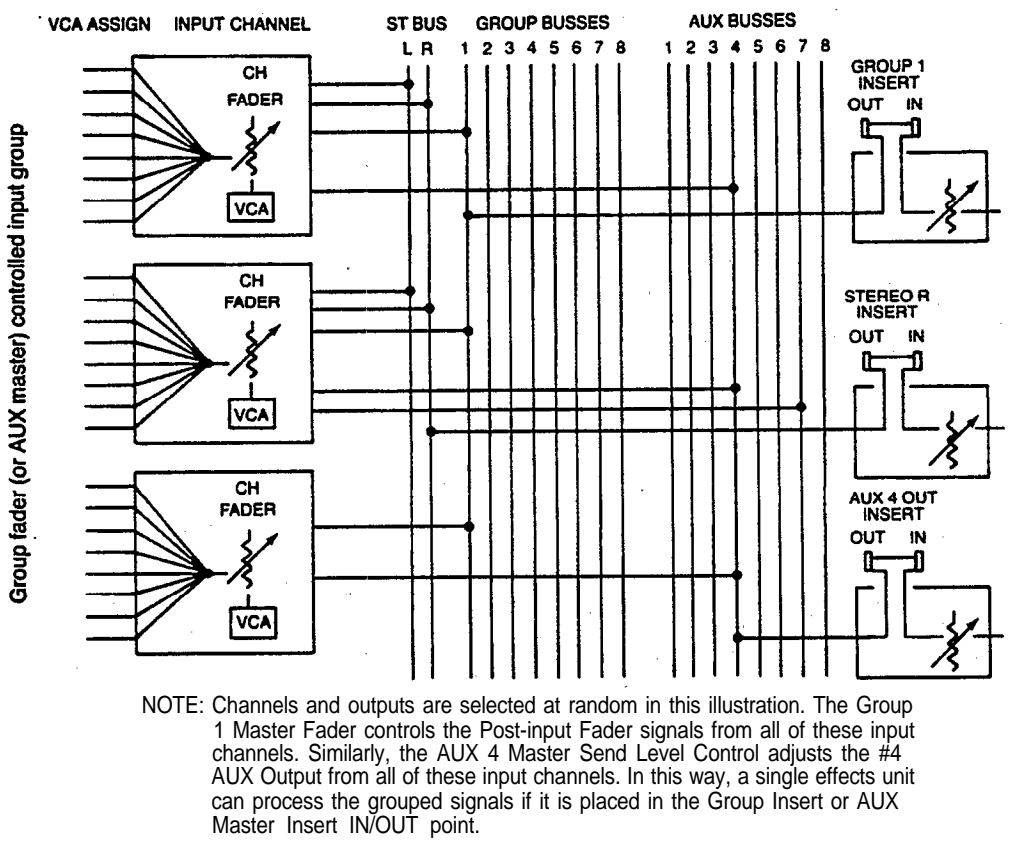 VCA ASSIGN INPUT CHANNEL ST BUS GROUP BUSSES AUX BUSSES
L R 1 2 3 4 5 6 7 8 1 2 3 4 5 6 7 8
Group fader (or AUX master) controlled input group
CH
FADER
VCA
GROUP 1
INSERT
OUT IN
CH
FADER
VCA
STEREO R
INSERT
OUT IN
CH
FADER
VCA
AUX 4 OUT
INSERT
OUT IN
NOTE: Channels and outputs are selected at random in this illustration. The Group
1 Master Fader controls the Post-input Fader signals from all of these input
channels. Similarly, the AUX 4 Master Send Level Control adjusts the #4
AUX Output from all of these input channels. In this way, a single effects unit
can process the grouped signals if it is placed in the Group Insert or AUX
Master Insert IN/OUT point.